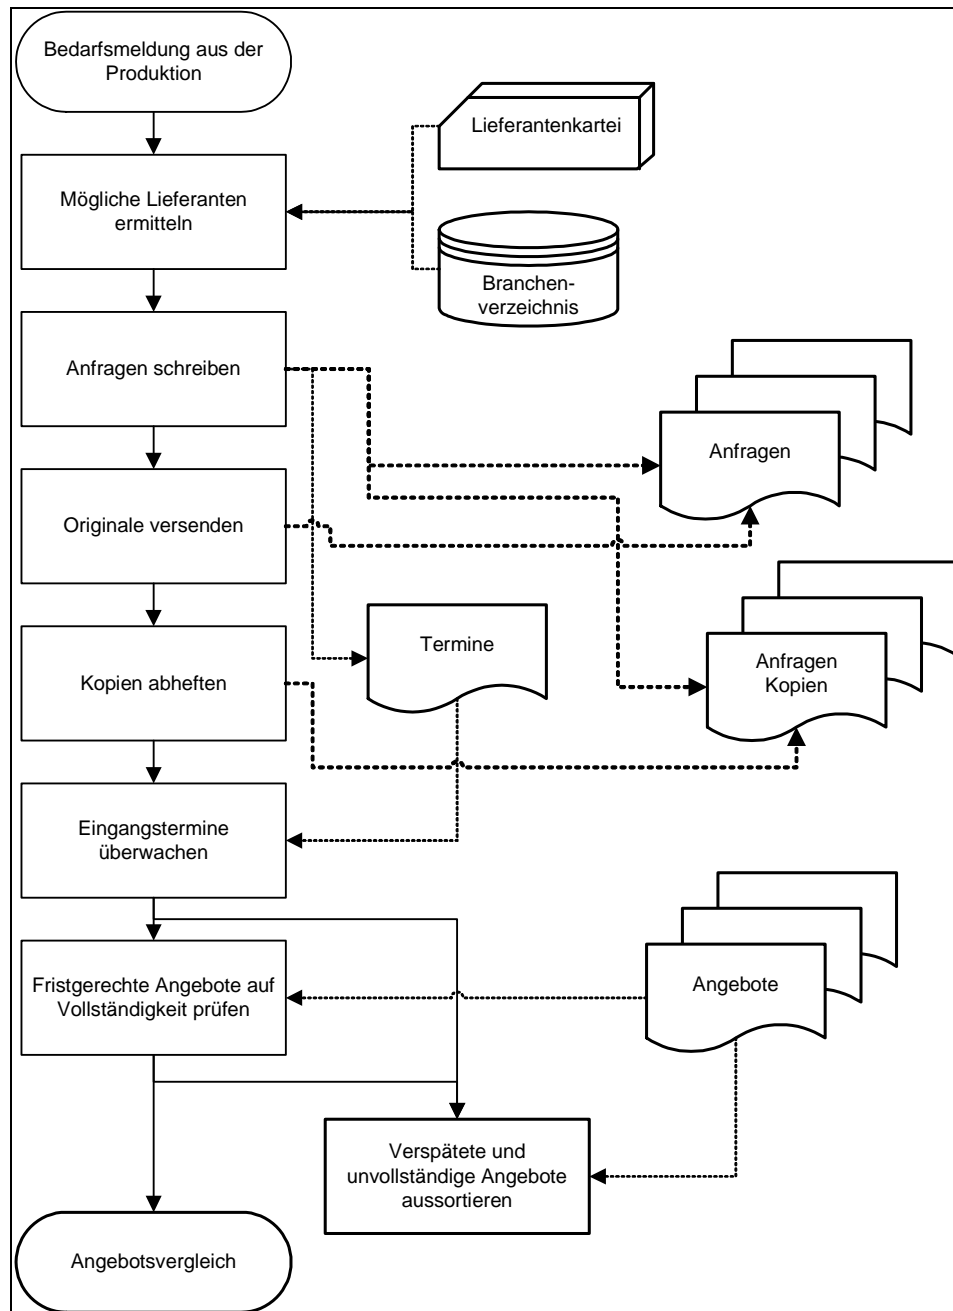 Bedarfsmeldung aus der
Produktion
Lieferantenkartei
Mögliche Lieferanten
ermitteln
Branchen-
verzeichnis
Anfragen schreiben
Anfragen
Originale versenden
Termine
Anfragen
Kopien
Kopien abheften
Eingangstermine
überwachen
Fristgerechte Angebote auf
Vollständigkeit prüfen
Angebote
Verspätete und
unvollständige Angebote
aussortieren
Angebotsvergleich